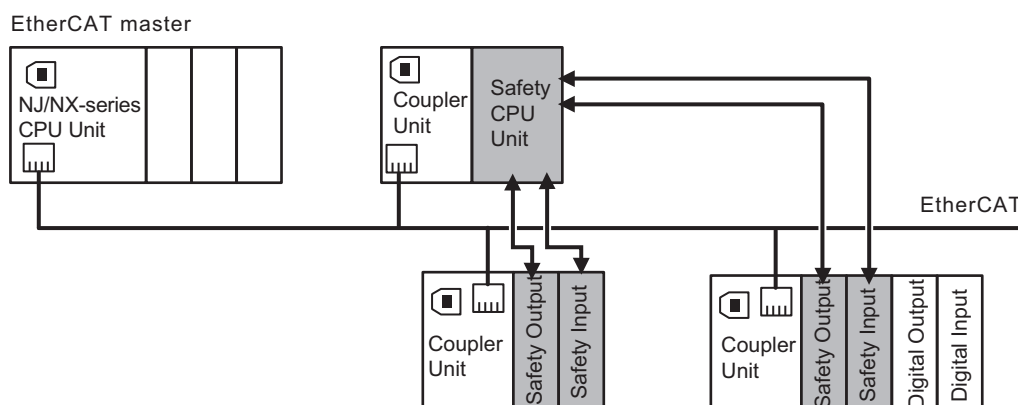 EtherCAT master
NJ/NX-series
CPU Unit
Coupler
Unit
Safety
CPU
Unit
EtherCAT
Coupler
Unit
Safety Output
Safety Input
Coupler
Unit
Safety Output
Safety Input
Digital Output
Digital Input